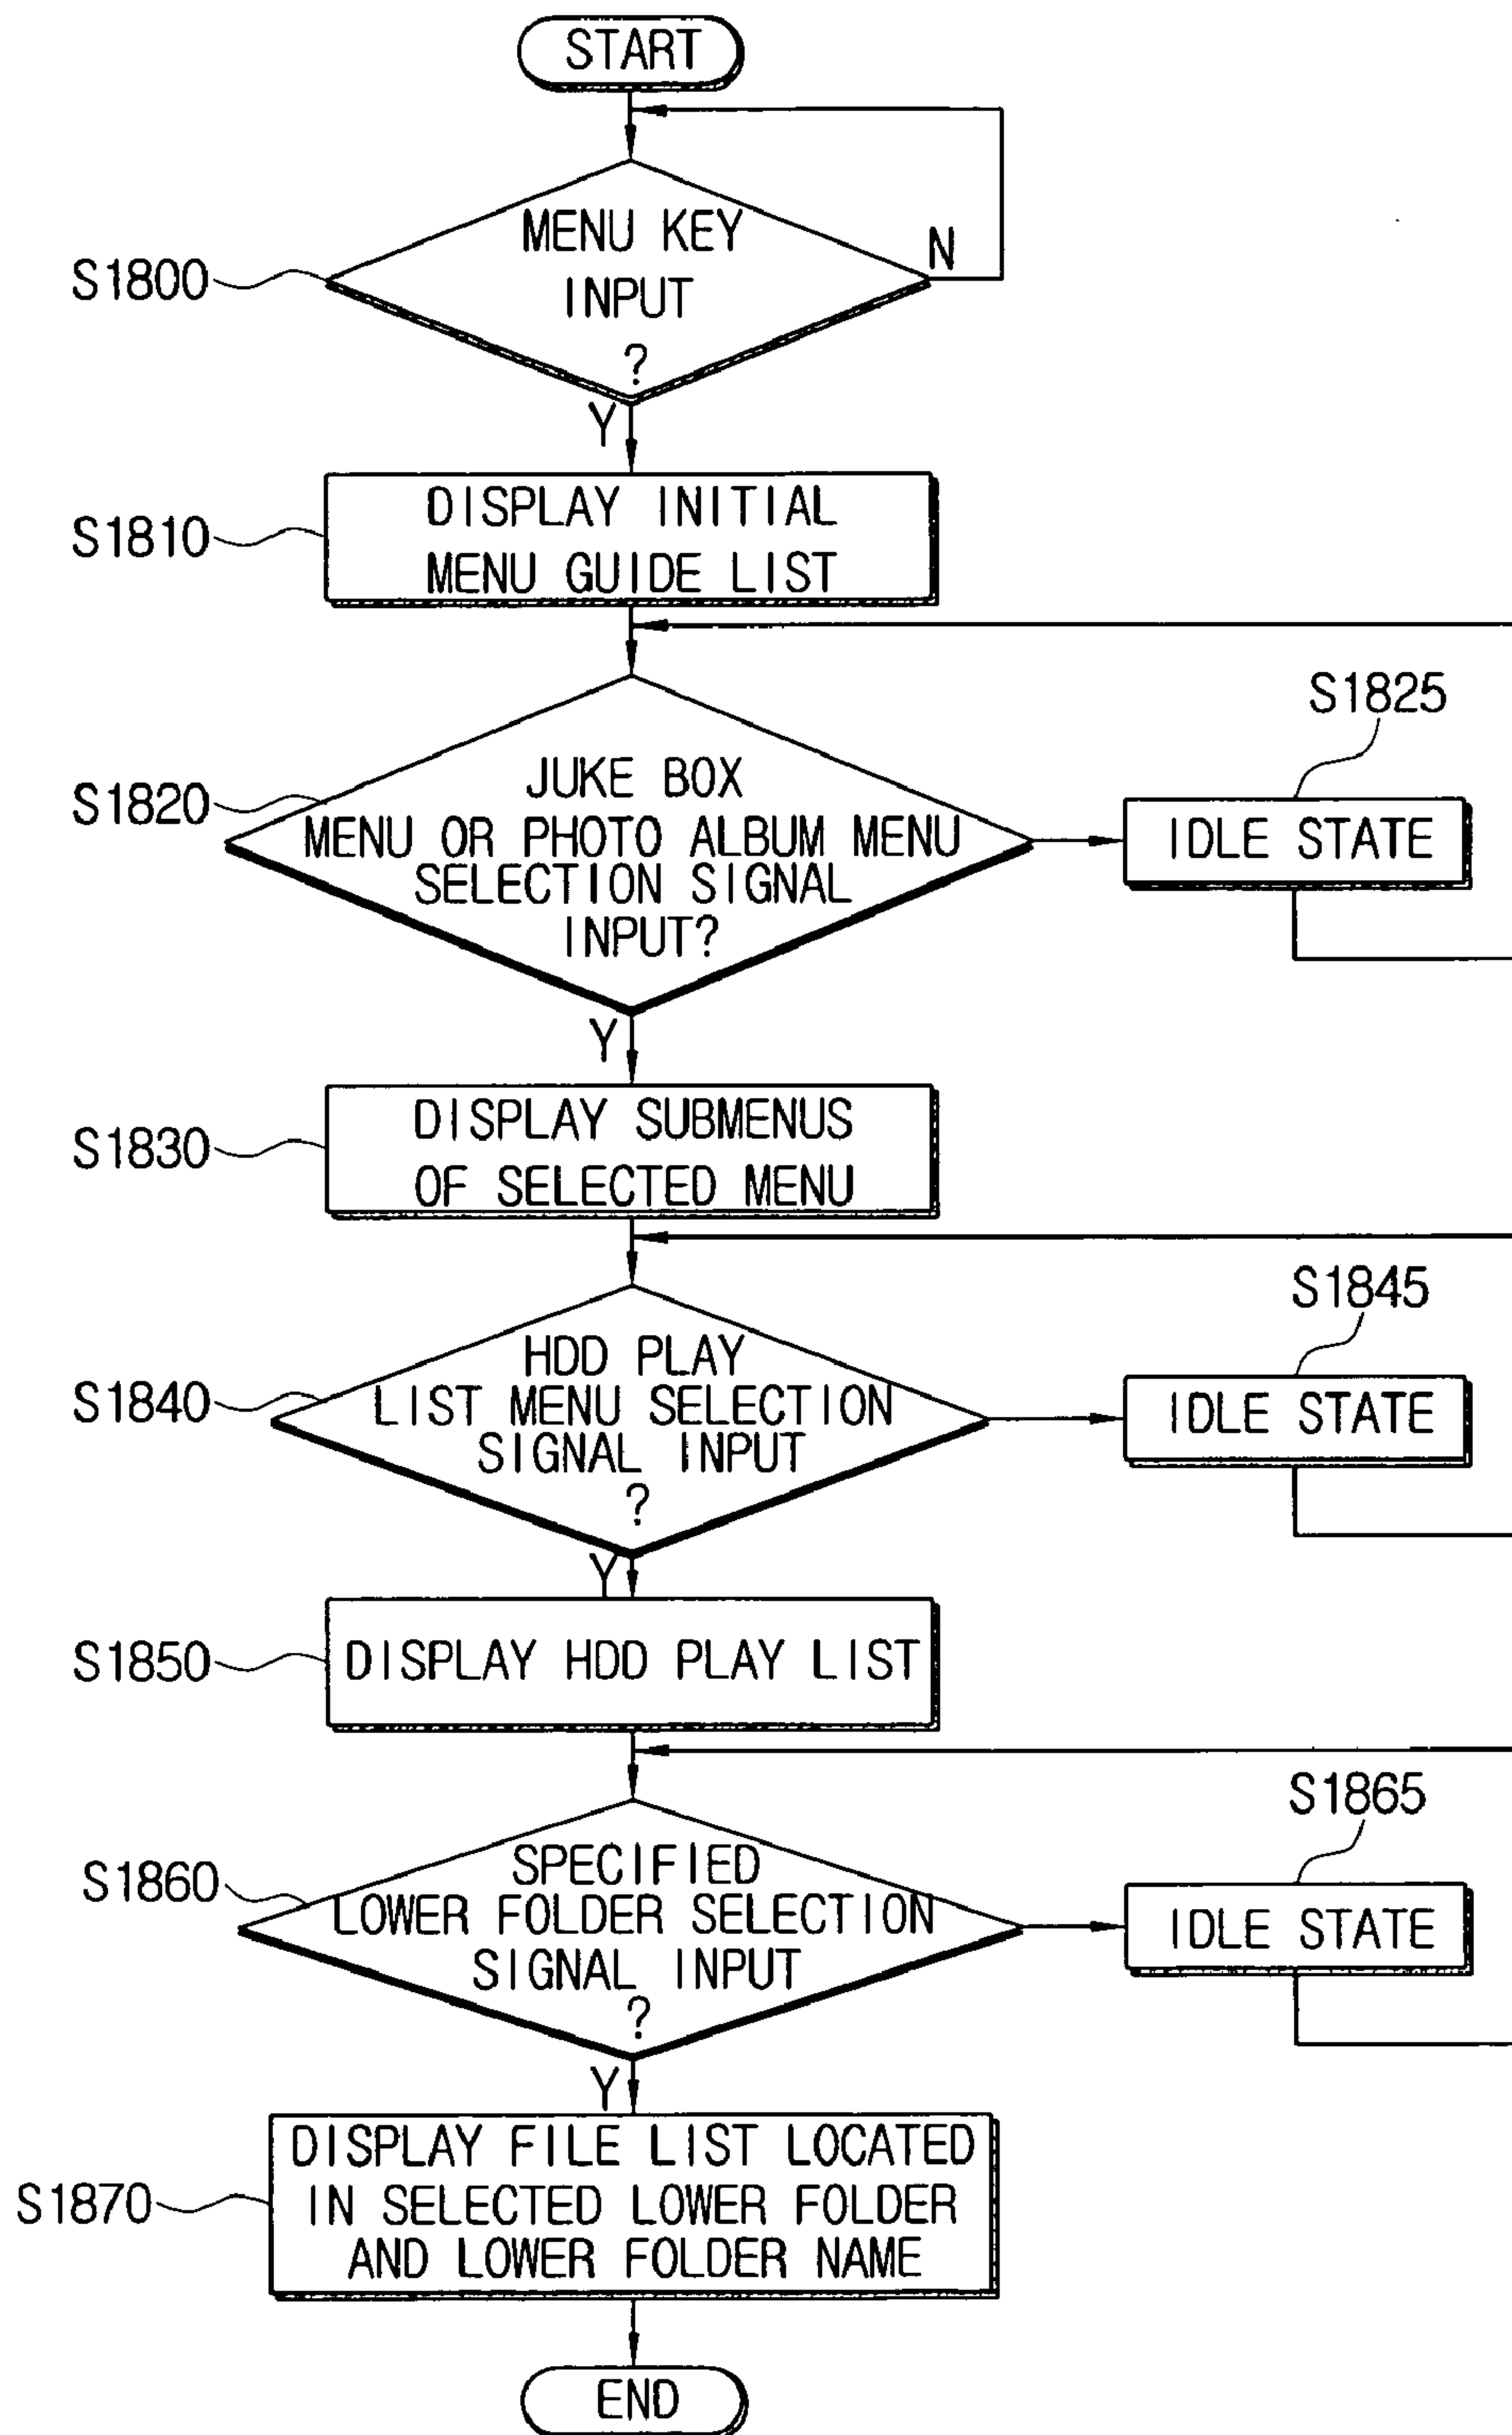 START
MENU KEY
INPUT
?
N
S1800
Y
DISPLAY INITIAL
MENU GUIDE LIST
S1810
S1825
JUKE BOX
MENU OR PHOTO ALBUM MENU
SELECTION SIGNAL
INPUT?
S1820
IDLE STATE
Y
DISPLAY SUBMENUS
OF SELECTED MENU
S1830
S1845
HDD PLAY
LIST MENU SELECTION
SIGNAL INPUT
?
S1840
IDLE STATE
Y
S1850
DISPLAY HDD PLAY LIST
S1865
SPECIFIED
LOWER FOLDER SELECTION
SIGNAL INPUT
?
S1860
IDLE STATE
Y
DISPLAY FILE LIST LOCATED
IN SELECTED LOWER FOLDER
AND LOWER FOLDER NAME
S1870
END